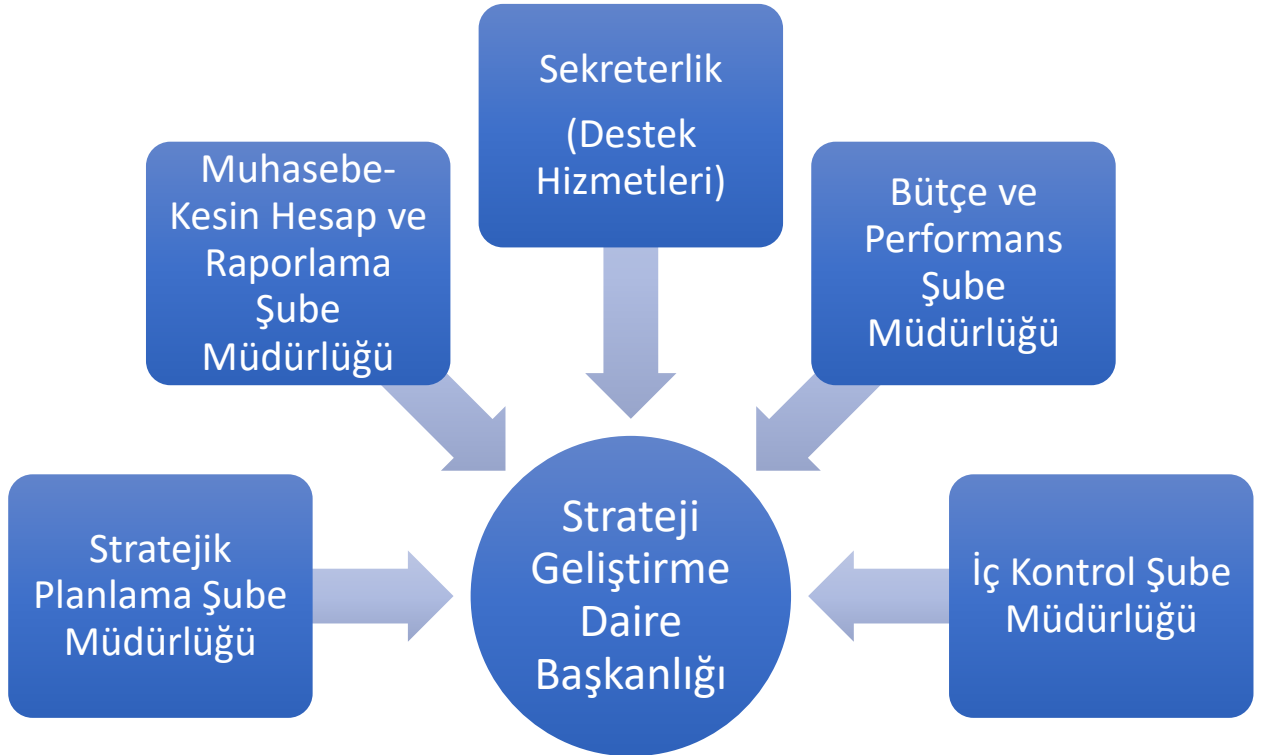 Sekreterlik
(Destek
Hizmetleri)
Muhasebe-
Kesin Hesap ve
Raporlama
Şube
Müdürlüğü
Bütçe ve
Performans
Şube
Müdürlüğü
Stratejik
Planlama Şube
Müdürlüğü
Strateji
Geliştirme
Daire
Başkanlığı
İç Kontrol Şube
Müdürlüğü